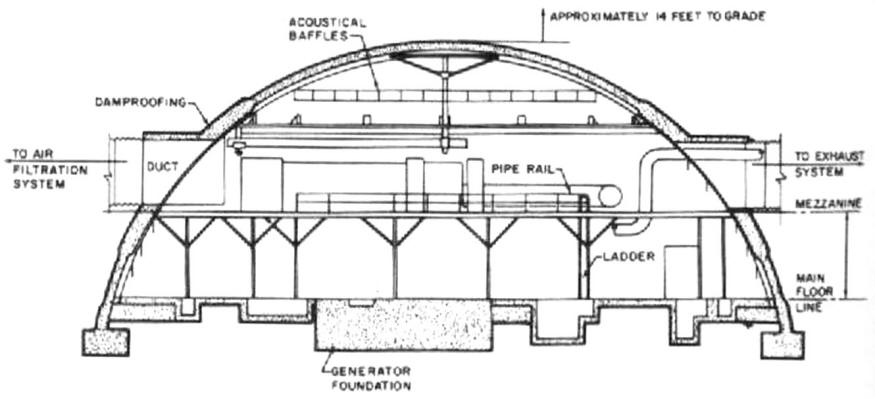 APPROXIMATELY 14 FEET TO GRADE
ACOUSTICAL
BAFFLES
DAMPROOFING
TO AIR
FILTRATION
SYSTEM
DUCT
PIPE RAIL
TO EXHAUST
SYSTEM
MEZZANINE
LADDER
MAIN
FLOOR
LINE
GENERATOR
FOUNDATION